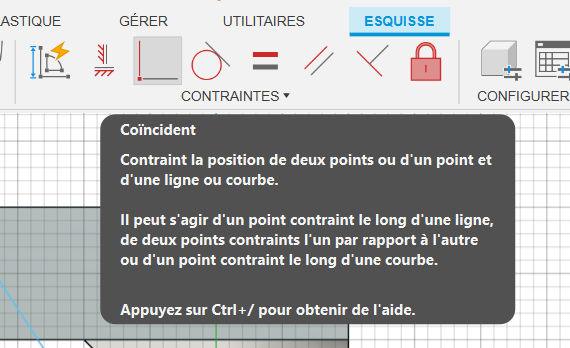 ASTIQUE GÉRER UTILITAIRES ESQUISSE
CONTRAINTES CONFIGURER
Coïncident
Contraint la position de deux points ou d'un point et
d'une ligne ou courbe.
Il peut s'agir d'un point contraint le long d'une ligne,
de deux points contraints l'un par rapport à l'autre
ou d'un point contraint le long d'une courbe.
Appuyez sur Ctrl+/ pour obtenir de l'aide.